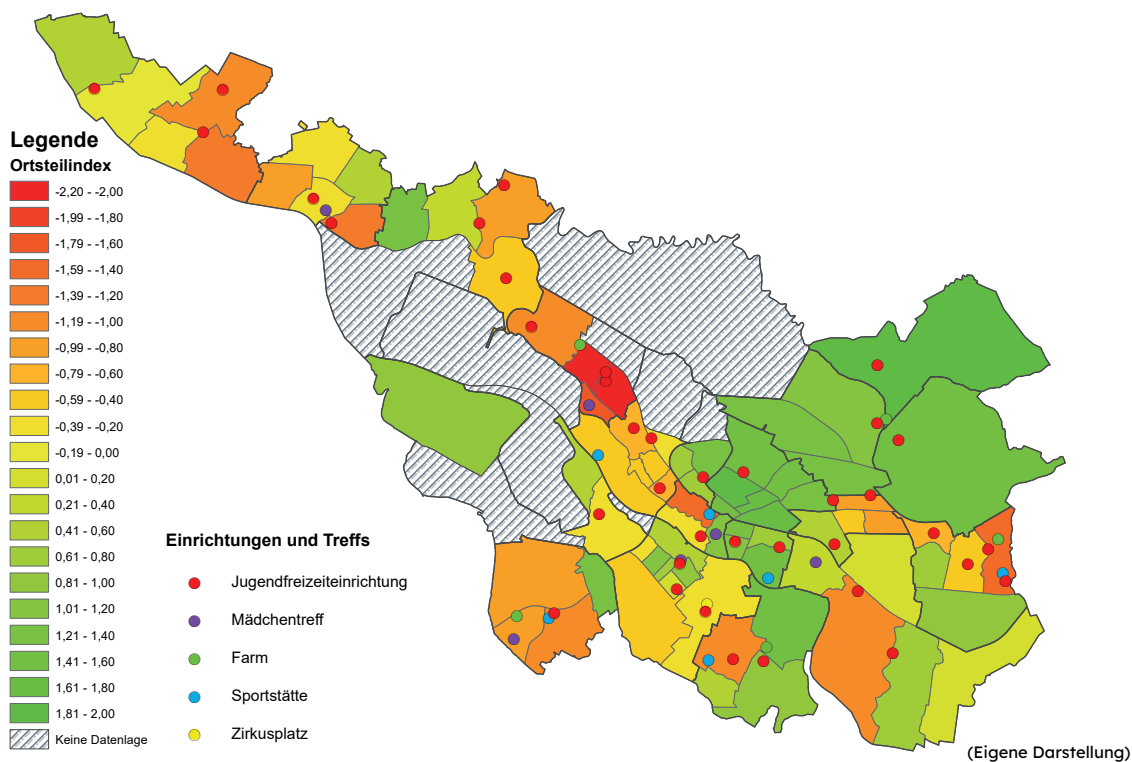 Legende
Ortsteilindex
-2,20 - -2,00
-1,99 - -1,80
-1,79 - -1,60
-1,59 - -1,40
-1,39 - -1,20
-1,19 - -1,00
-0,99 - -0,80
-0,79 - -0,60
-0,59 - -0,40
-0,39 - -0,20
-0,19 - 0,00
0,01 - 0,20
0,21 - 0,40
0,41 - 0,60
0,61 - 0,80
0,81 - 1,00
1,01 - 1,20
1,21 - 1,40
1,41 - 1,60
1,61 - 1,80
1,81 - 2,00
Keine Datenlage
Einrichtungen und Treffs
Jugendfreizeiteinrichtung
Mädchentreff
Farm
Sportstätte
Zirkusplatz
(Eigene Darstellung)